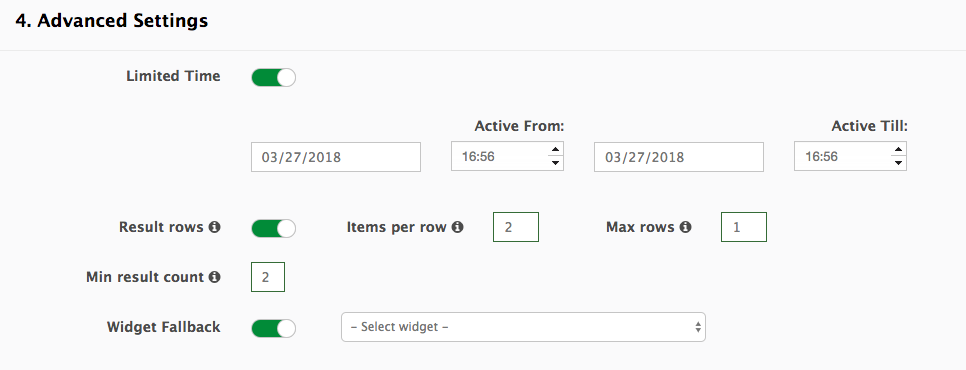 4. Advanced Settings
Limited Time
Active From: Active Till:
03/27/2018 16:56 03/27/2018 16:56
Result rows Items per row 2 Max rows 1
Min result count 2
Widget Fallback – Select widget –